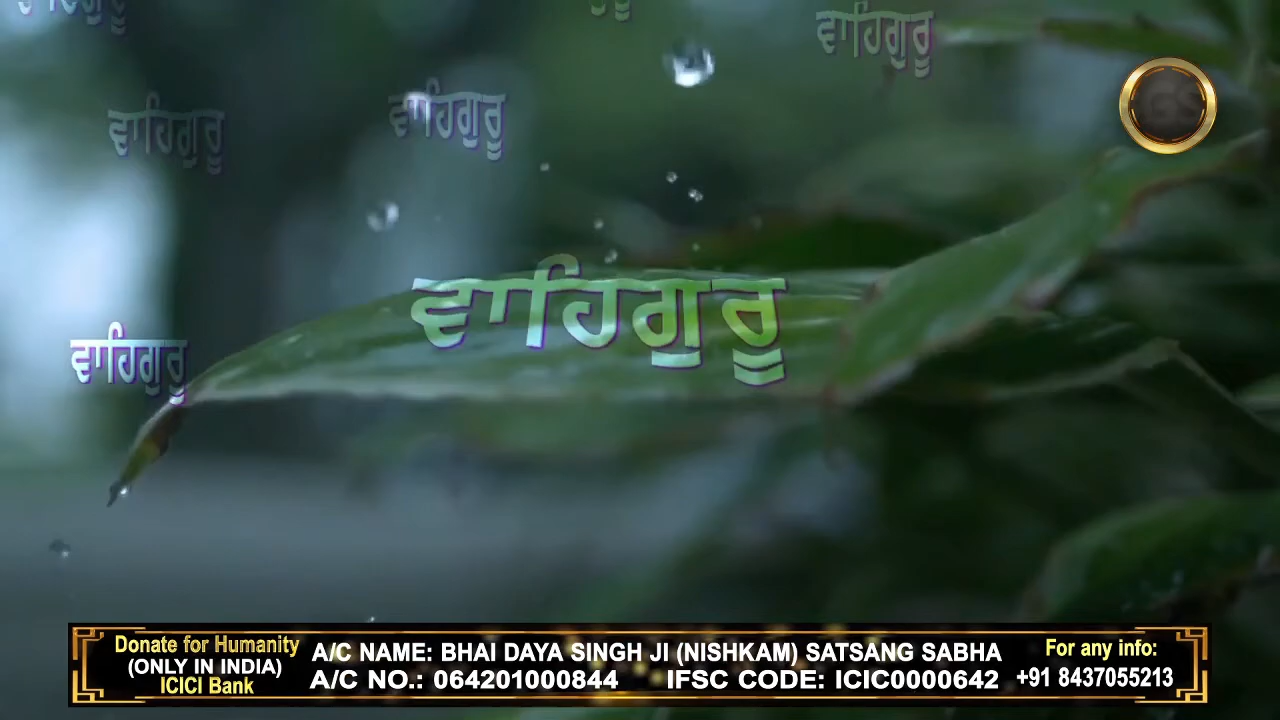 ਵਾਹਿਗੁਰੂ
ਵਾਹਿਗੁਰੂ
ਵਾਹਿਗੁਰੂ
ਵਾਹਿਗੁਰੂ
ਵਾਹਿਗੁਰੂ
ਵਾਹਿਗੁਰੂ
Donate for Humanity
(ONLY IN INDIA)
ICICI Bank
A/C NAME: BHAI DAYA SINGH JI (NISHKAM) SATSANG SABHA
A/C NO.: 064201000844 IFSC CODE: ICIC0000642
For any info:
+91 8437055213